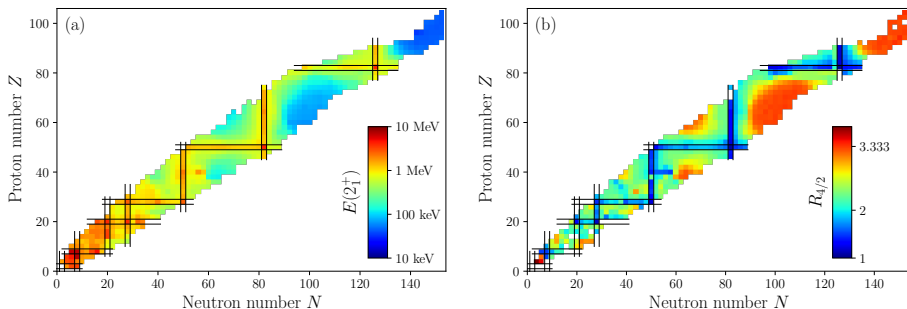 (a)
Proton number Z
100
80
60
40
20
0
0 20 40 60 80 100 120 140
Neutron number N
10 MeV
1 MeV
100 keV
10 keV
E(2₁⁺)
(b)
Proton number Z
100
80
60
40
20
0
0 20 40 60 80 100 120 140
Neutron number N
3.333
2
1
R₄/₂